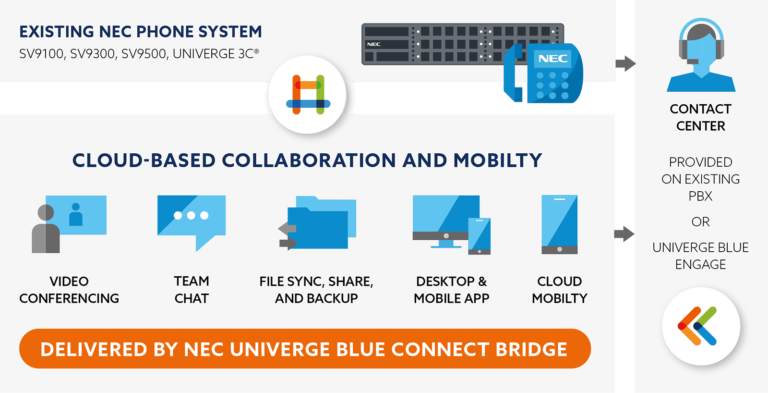 EXISTING NEC PHONE SYSTEM
SV9100, SV9300, SV9500, UNIVERGE 3C®
NEC
NEC
CLOUD-BASED COLLABORATION AND MOBILTY
VIDEO
CONFERENCING
TEAM
CHAT
FILE SYNC, SHARE,
AND BACKUP
DESKTOP &
MOBILE APP
CLOUD
MOBILTY
DELIVERED BY NEC UNIVERGE BLUE CONNECT BRIDGE
CONTACT
CENTER
PROVIDED
ON EXISTING
PBX
OR
UNIVERGE BLUE
ENGAGE